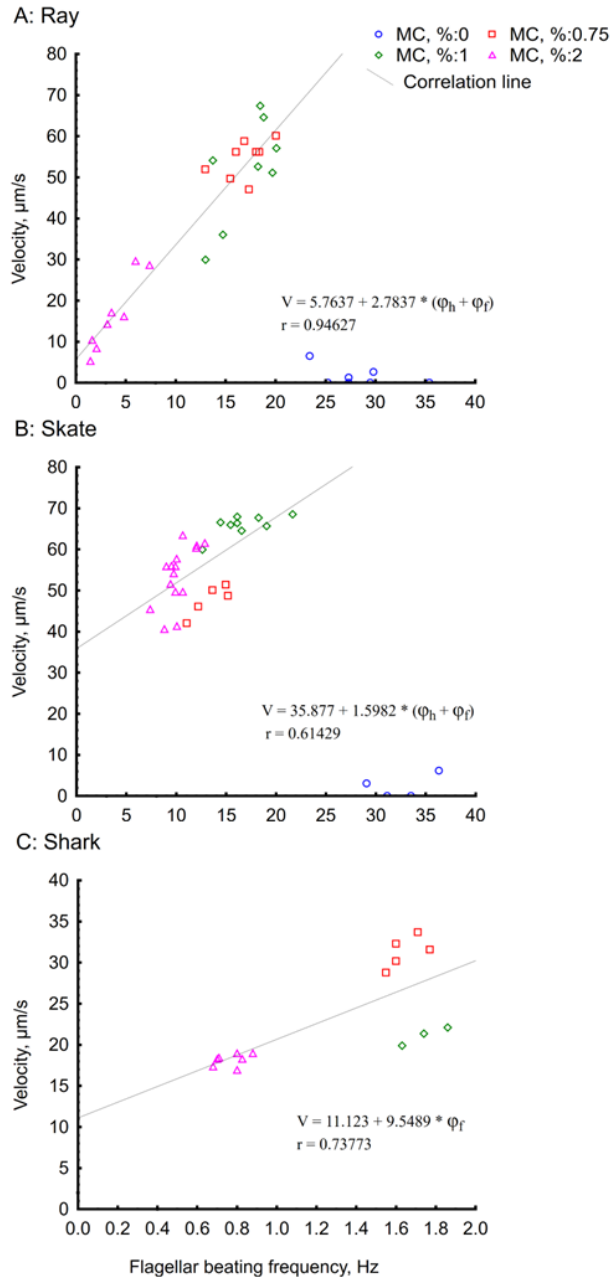 A: Ray
MC, %:0 MC, %:0.75
MC, %:1 MC, %:2
Correlation line
80
70
60
50
40
30
20
10
0
Velocity, µm/s
V = 5.7637 + 2.7837 * (φh + φf)
r = 0.94627
0 5 10 15 20 25 30 35 40
B: Skate
80
70
60
50
40
30
20
10
0
Velocity, µm/s
V = 35.877 + 1.5982 * (φh + φf)
r = 0.61429
0 5 10 15 20 25 30 35 40
C: Shark
40
35
30
25
20
15
10
5
0
Velocity, µm/s
V = 11.123 + 9.5489 * φf
r = 0.73773
0.0 0.2 0.4 0.6 0.8 1.0 1.2 1.4 1.6 1.8 2.0
Flagellar beating frequency, Hz